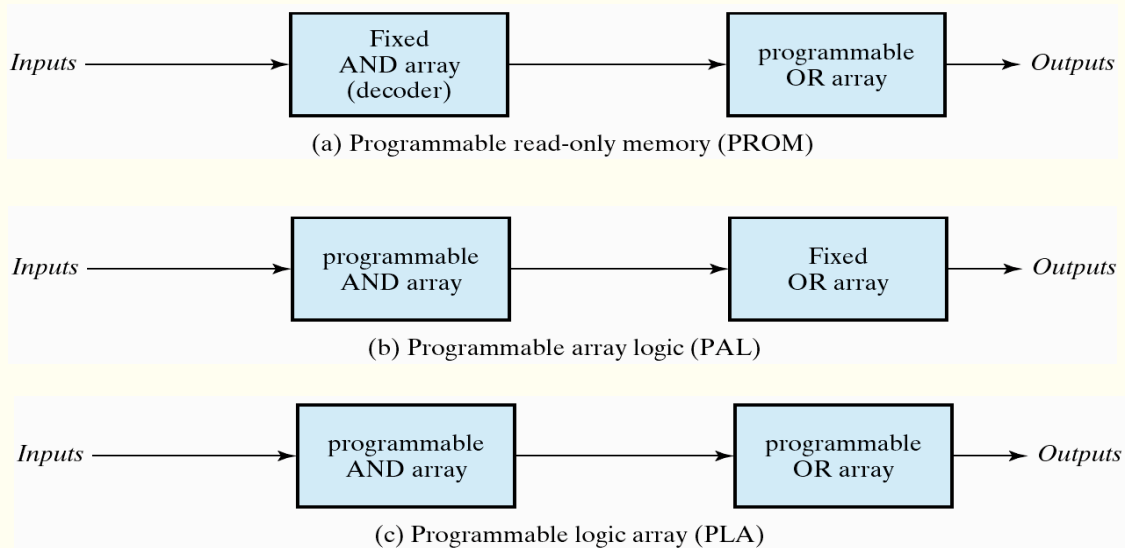 Inputs
Fixed
AND array
(decoder)
programmable
OR array
Outputs
(a) Programmable read-only memory (PROM)
Inputs
programmable
AND array
Fixed
OR array
Outputs
(b) Programmable array logic (PAL)
Inputs
programmable
AND array
programmable
OR array
Outputs
(c) Programmable logic array (PLA)